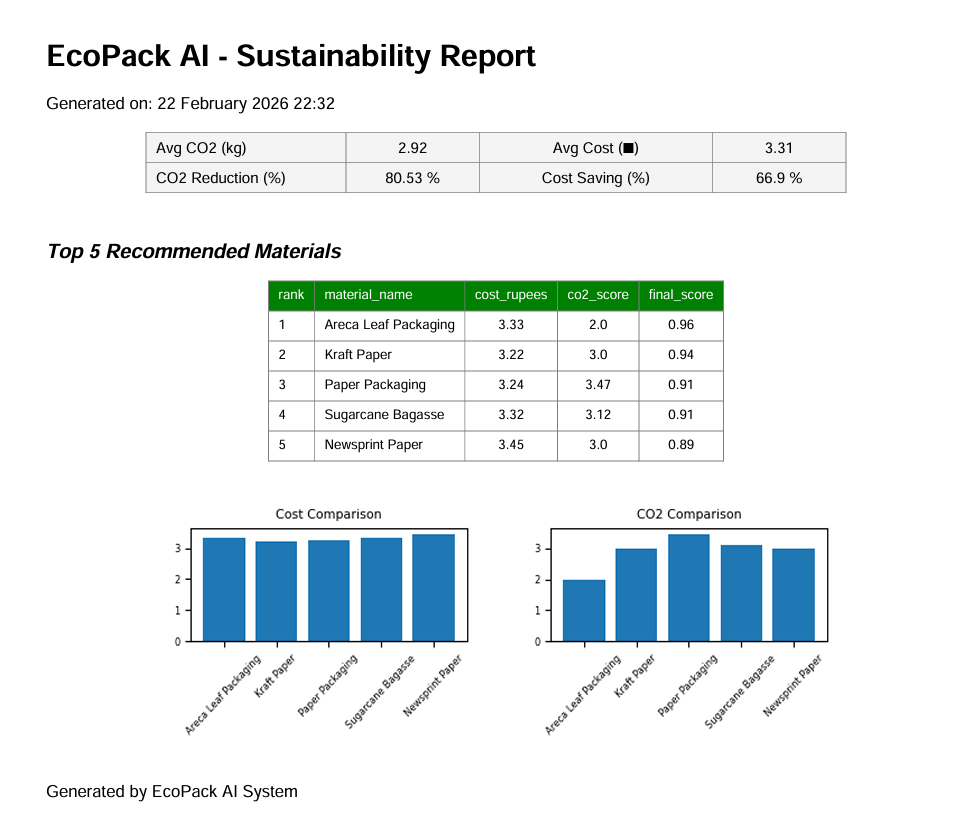 EcoPack AI - Sustainability Report
Generated on: 22 February 2026 22:32
Avg CO2 (kg) 2.92 Avg Cost (■) 3.31
CO2 Reduction (%) 80.53 % Cost Saving (%) 66.9 %
Top 5 Recommended Materials
rank material_name cost_rupees co2_score final_score
1 Areca Leaf Packaging 3.33 2.0 0.96
2 Kraft Paper 3.22 3.0 0.94
3 Paper Packaging 3.24 3.47 0.91
4 Sugarcane Bagasse 3.32 3.12 0.91
5 Newsprint Paper 3.45 3.0 0.89
Cost Comparison
3
2
1
0
Areca Leaf Packaging
Kraft Paper
Paper Packaging
Sugarcane Bagasse
Newsprint Paper
CO2 Comparison
3
2
1
0
Areca Leaf Packaging
Kraft Paper
Paper Packaging
Sugarcane Bagasse
Newsprint Paper
Generated by EcoPack AI System